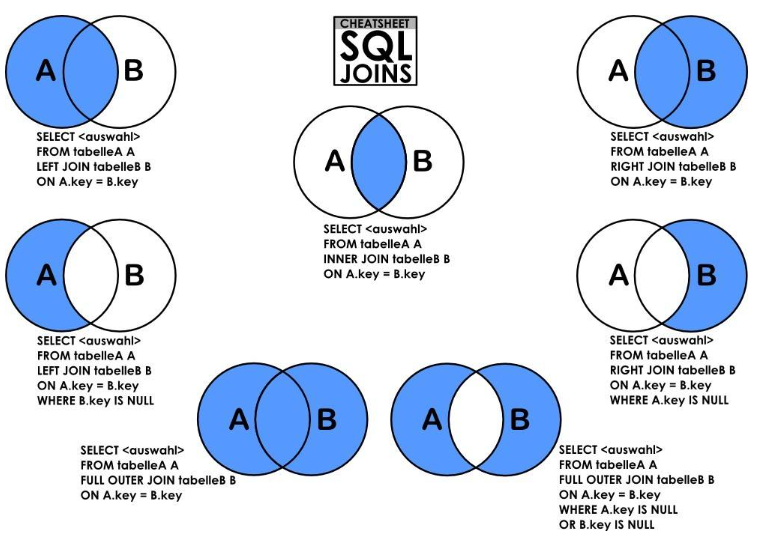 CHEATSHEET
SQL
JOINS
A B
SELECT <auswahl>
FROM tabelleA A
LEFT JOIN tabelleB B
ON A.key = B.key
A B
SELECT <auswahl>
FROM tabelleA A
INNER JOIN tabelleB B
ON A.key = B.key
A B
SELECT <auswahl>
FROM tabelleA A
RIGHT JOIN tabelleB B
ON A.key = B.key
A B
SELECT <auswahl>
FROM tabelleA A
LEFT JOIN tabelleB B
ON A.key = B.key
WHERE B.key IS NULL
A B
SELECT <auswahl>
FROM tabelleA A
RIGHT JOIN tabelleB B
ON A.key = B.key
WHERE A.key IS NULL
A B
SELECT <auswahl>
FROM tabelleA A
FULL OUTER JOIN tabelleB B
ON A.key = B.key
A B
SELECT <auswahl>
FROM tabelleA A
FULL OUTER JOIN tabelleB B
ON A.key = B.key
WHERE A.key IS NULL
OR B.key IS NULL